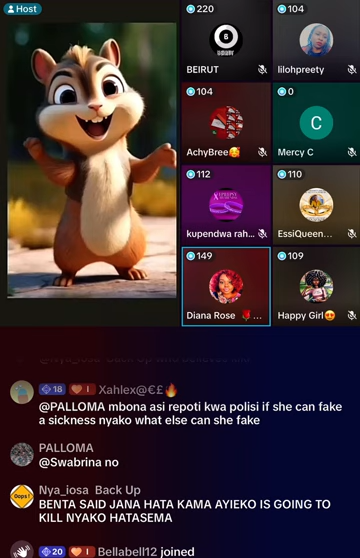 Host
220
104
BEIRUT
lilohpreety
104
0
C
AchyBree🥰
Mercy C
112
110
kupendwa rah...
EssiQueen...
149
109
Diana Rose 🌹...
Happy Girl😍
18 1 Xahlex@€£🔥
@PALLOMA mbona asi repoti kwa polisi if she can fake
a sickness nyako what else can she fake
PALLOMA
@Swabrina no
Oops!
Nya_iosa Back Up
BENTA SAID JANA HATA KAMA AYIEKO IS GOING TO
KILL NYAKO HATASEMA
20 1 Bellabell12 joined